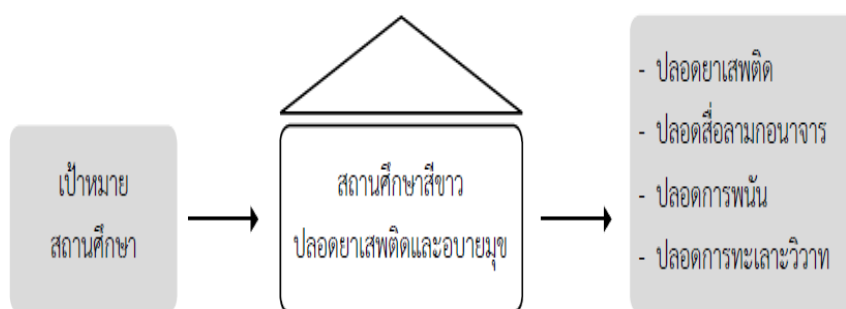 เป้าหมาย
สถานศึกษา
สถานศึกษาสีขาว
ปลอดยาเสพติดและอบายมุข
- ปลอดยาเสพติด
- ปลอดสื่อลามกอนาจาร
- ปลอดการพนัน
- ปลอดการทะเลาะวิวาท